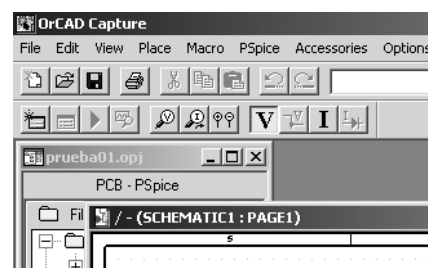 OrCAD Capture
File Edit View Place Macro PSpice Accessories Options
V I
prueba01.opj
PCB - PSpice
Fil
/ - (SCHEMATIC1 : PAGE1)
5